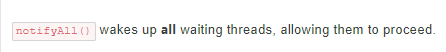 notifyAll() wakes up all waiting threads, allowing them to proceed.